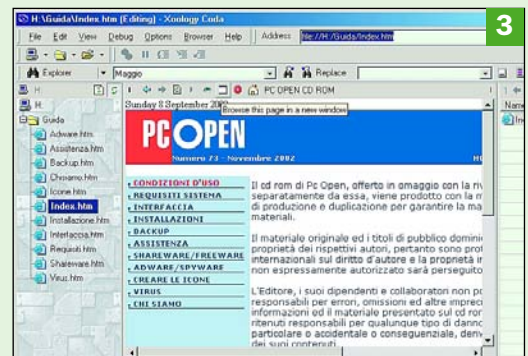 H:\Guida\Index.htm (Editing) - Xoology Coda
3
File Edit View Debug Options Browser Help Address file://H:/Guida/Index.htm
Explorer Maggio Replace
H: PC OPEN CD ROM
Sunday 8 September 2002
Browse this page in a new window
Name
H:
Guida
Adware.htm
Assistenza.htm
Backup.htm
Chisiamo.htm
Icone.htm
Index.htm
Installazione.htm
Interfaccia.htm
Requisiti.htm
Shareware.htm
Virus.htm
PC OPEN
Numero 73 - Novembre 2002
CONDIZIONI D'USO
REQUISITI SISTEMA
INTERFACCIA
INSTALLAZIONI
BACKUP
ASSISTENZA
SHAREWARE/FREEWARE
ADWARE/SPYWARE
CREARE LE ICONE
VIRUS
CHI SIAMO
Il cd rom di Pc Open, offerto in omaggio con la riv
separatamente da essa, viene prodotto con la m
di produzione e duplicazione per garantire la ma
materiali.
Il materiale originale ed i titoli di pubblico domini
proprietà dei rispettivi autori, pertanto sono prot
internazionali sul diritto d'autore e la proprietà in
non espressamente autorizzato sarà perseguito
L'Editore, i suoi dipendenti e collaboratori non po
responsabili per errori, omissioni ed altre imprec
informazioni ed il materiale presentato sul cd ron
ritenuti responsabili per qualunque tipo di danno
particolare o accidentale o conseguenziale, deriv
dei suoi contenuti.